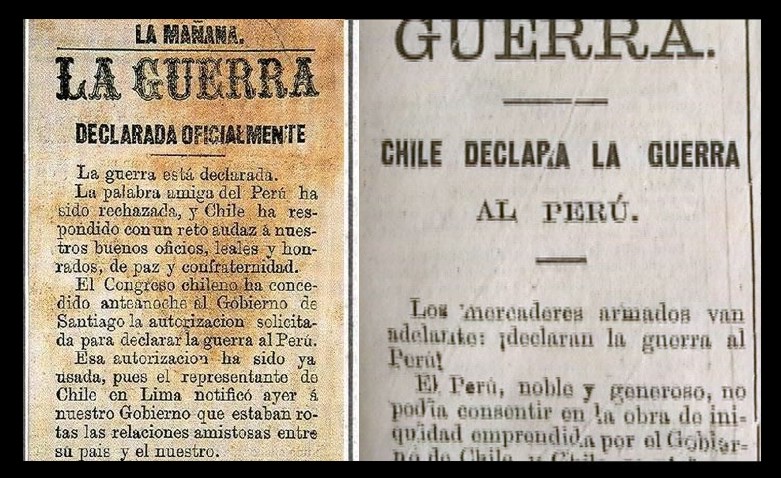 LA MAÑANA.
LA GUERRA
DECLARADA OFICIALMENTE
La guerra está declarada.
La palabra amiga del Perú ha
sido rechazada, y Chile ha res-
pondido con un reto audaz á nues-
tros buenos oficios, leales y hon-
rados, de paz y confraternidad.
El Congreso chileno ha conce-
dido anteanoche al Gobierno de
Santiago la autorizacion solicita-
da para declarar la guerra al Perú.
Esa autorizacion ha sido ya
usada, pues el representante de
Chile en Lima notificó ayer á
nuestro Gobierno que estaban ro-
tas las relaciones amistosas entre
su pais y el nuestro.
GUERRA.
CHILE DECLARA LA GUERRA
AL PERÚ.
Los mercaderes armados van
adelante: ¡declaran la guerra al
Perú!
El Perú, noble y generoso, no
podia consentir en la obra de ini-
quidad emprendida por el Gobier-
no de Chile, y Chile